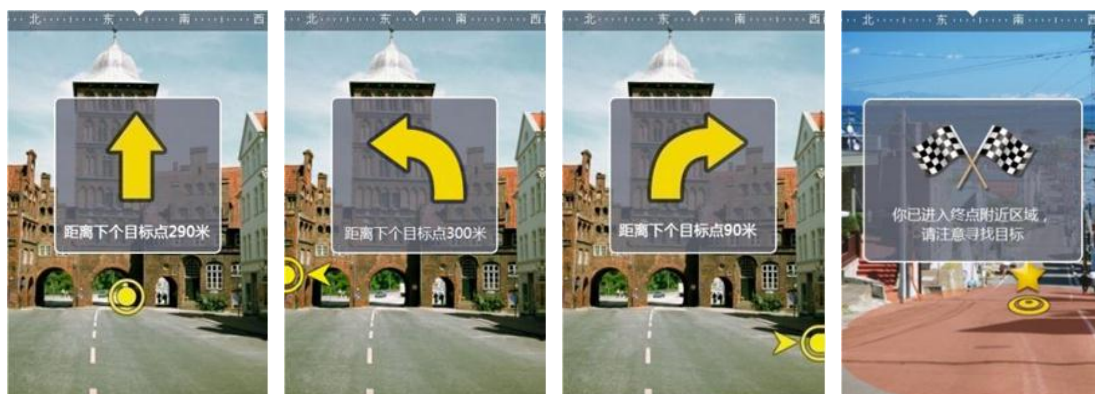 北 东 南 西
距离下个目标点290米
北 东 南 西
距离下个目标点300米
北 东 南 西
距离下个目标点90米
北 东 南 西
你已进入终点附近区域，
请注意寻找目标